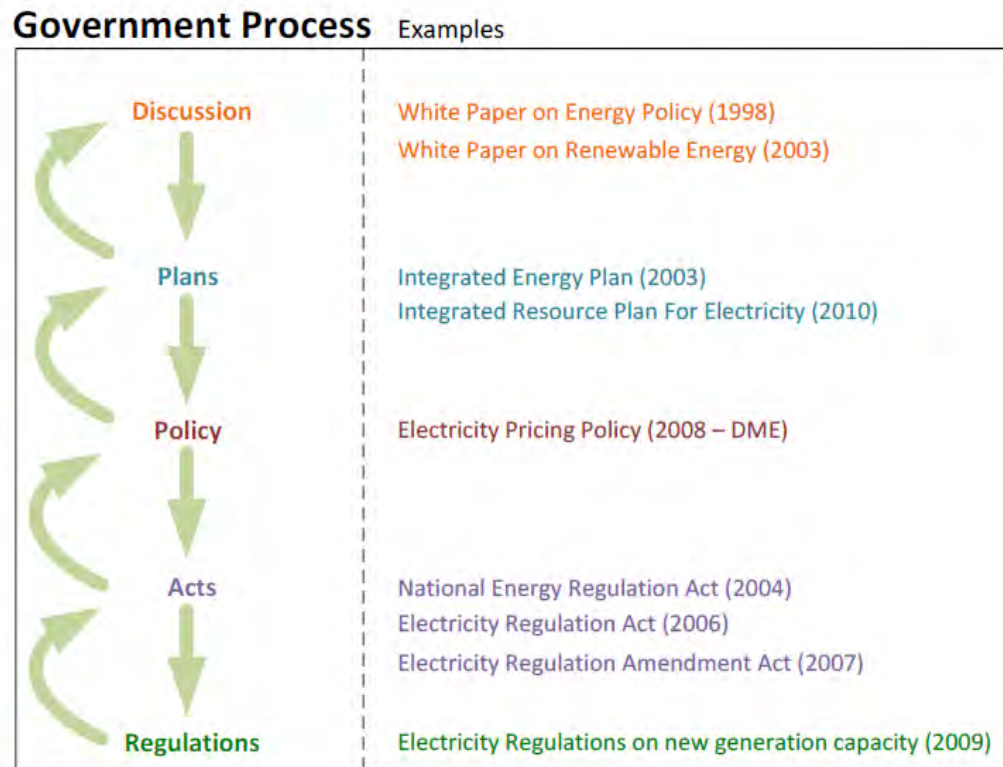 Government Process Examples
Discussion White Paper on Energy Policy (1998)
White Paper on Renewable Energy (2003)
Plans Integrated Energy Plan (2003)
Integrated Resource Plan For Electricity (2010)
Policy Electricity Pricing Policy (2008 – DME)
Acts National Energy Regulation Act (2004)
Electricity Regulation Act (2006)
Electricity Regulation Amendment Act (2007)
Regulations Electricity Regulations on new generation capacity (2009)